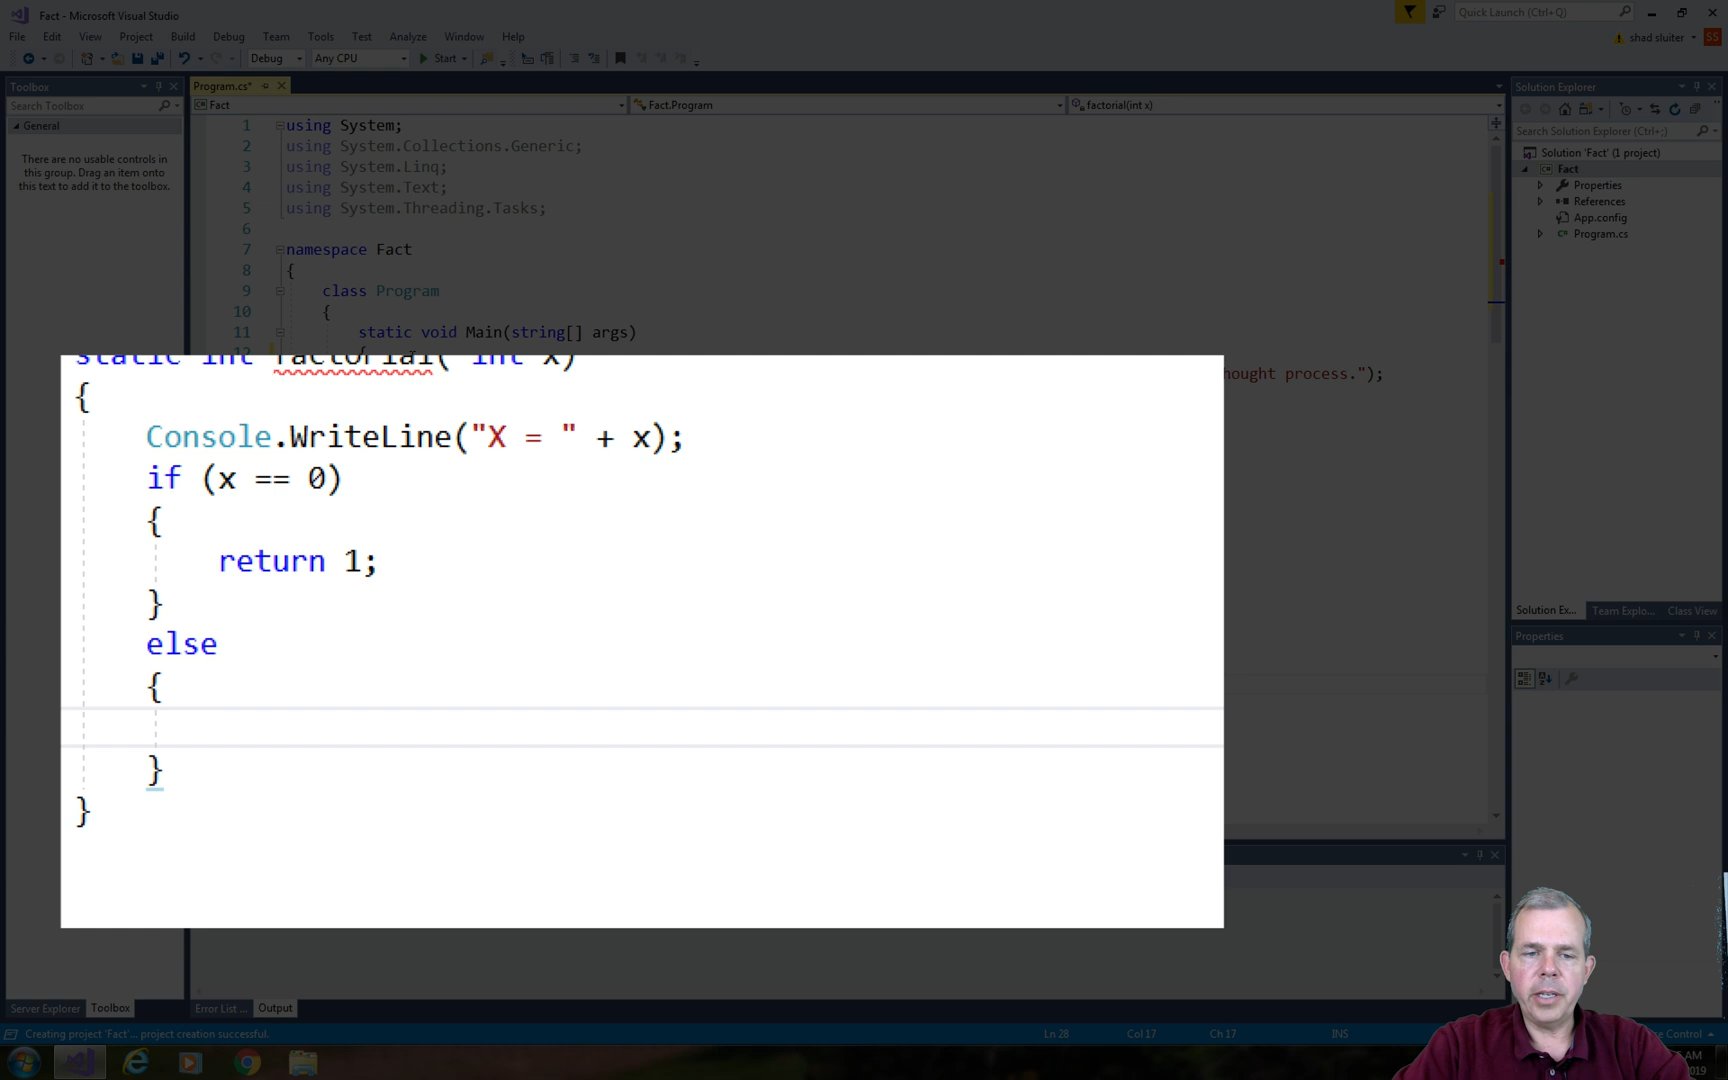 Fact - Microsoft Visual Studio
Quick Launch (Ctrl+Q)
File Edit View Project Build Debug Team Tools Test Analyze Window Help
shad sluiter
SS
Debug Any CPU Start
Toolbox
Search Toolbox
General
There are no usable controls in
this group. Drag an item onto
this text to add it to the toolbox.
Program.cs*
Fact Fact.Program factorial(int x)
1 using System;
2 using System.Collections.Generic;
3 using System.Linq;
4 using System.Text;
5 using System.Threading.Tasks;
6
7 namespace Fact
8 {
9 class Program
10 {
11 static void Main(string[] args)
12 {
hought process.");
static int factorial( int x)
{
Console.WriteLine("X = " + x);
if (x == 0)
{
return 1;
}
else
{
}
}
Solution Explorer
Search Solution Explorer (Ctrl+;)
Solution 'Fact' (1 project)
Fact
Properties
References
App.config
Program.cs
Solution Ex... Team Explo... Class View
Properties
Server Explorer Toolbox
Error List ... Output
Creating project 'Fact'... project creation successful.
Ln 28 Col 17 Ch 17 INS
Control
AM
2019